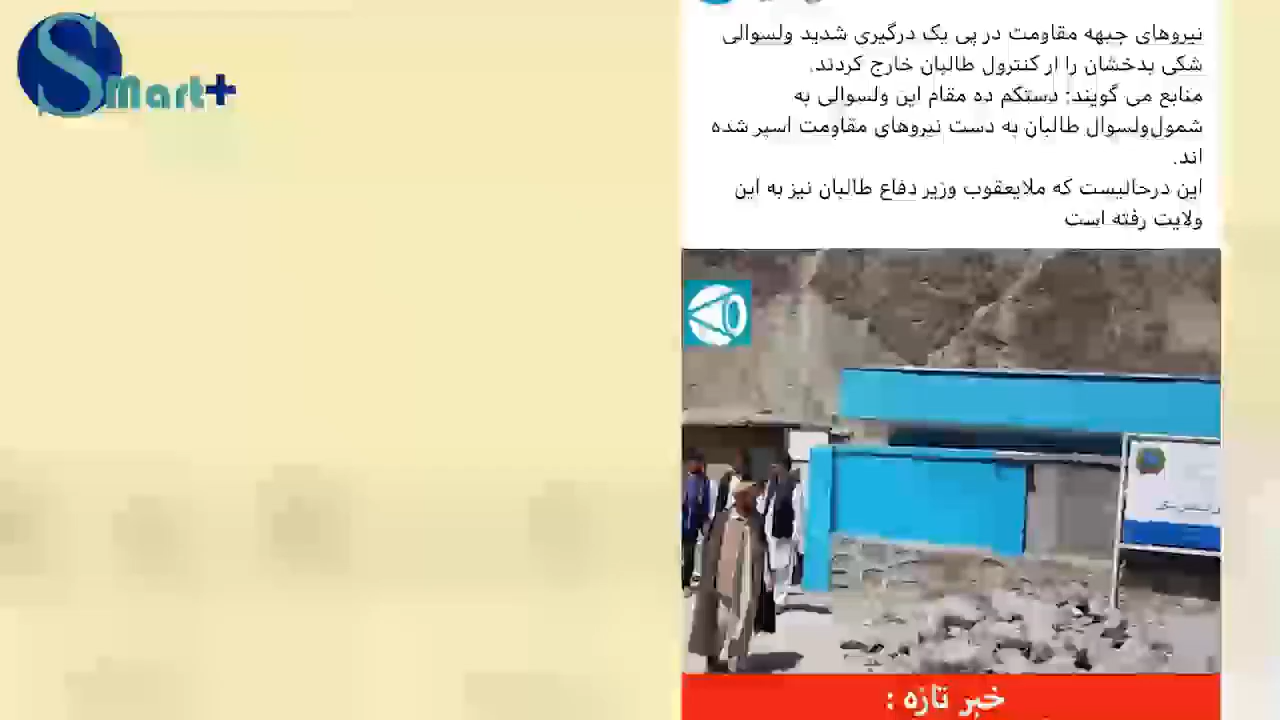 Smart+
نیروهای جبهه مقاومت در پی یک درگیری شدید ولسوالی
شکی بدخشان را از کنترول طالبان خارج کردند.
منابع می گویند: دستکم ده مقام این ولسوالی به
شمول‌ولسوال طالبان به دست نیروهای مقاومت اسیر شده
اند.
این درحالیست که ملایعقوب وزیر دفاع طالبان نیز به این
ولایت رفته است
خبر تازه :